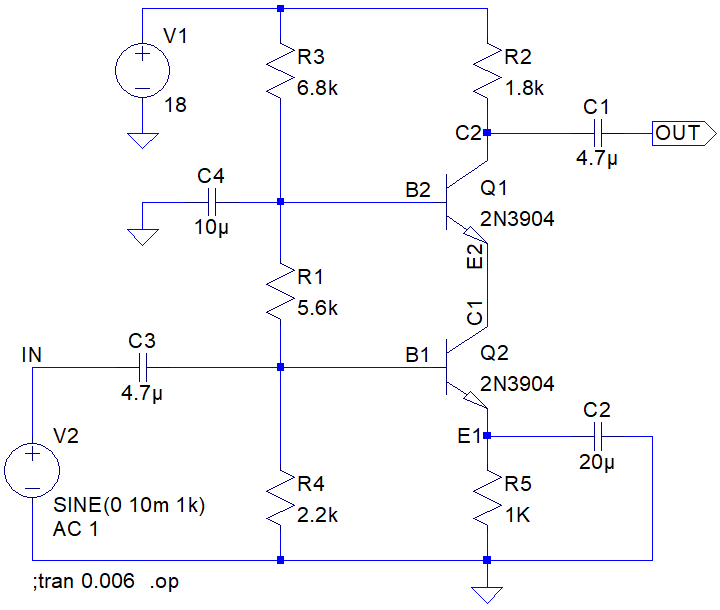 V1
18
R3
6.8k
R2
1.8k
C2
C1
4.7µ
OUT
C4
10µ
B2
Q1
2N3904
E2
R1
5.6k
C1
IN
C3
4.7µ
B1
Q2
2N3904
V2
SINE(0 10m 1k)
AC 1
R4
2.2k
E1
C2
20µ
R5
1K
;tran 0.006 .op